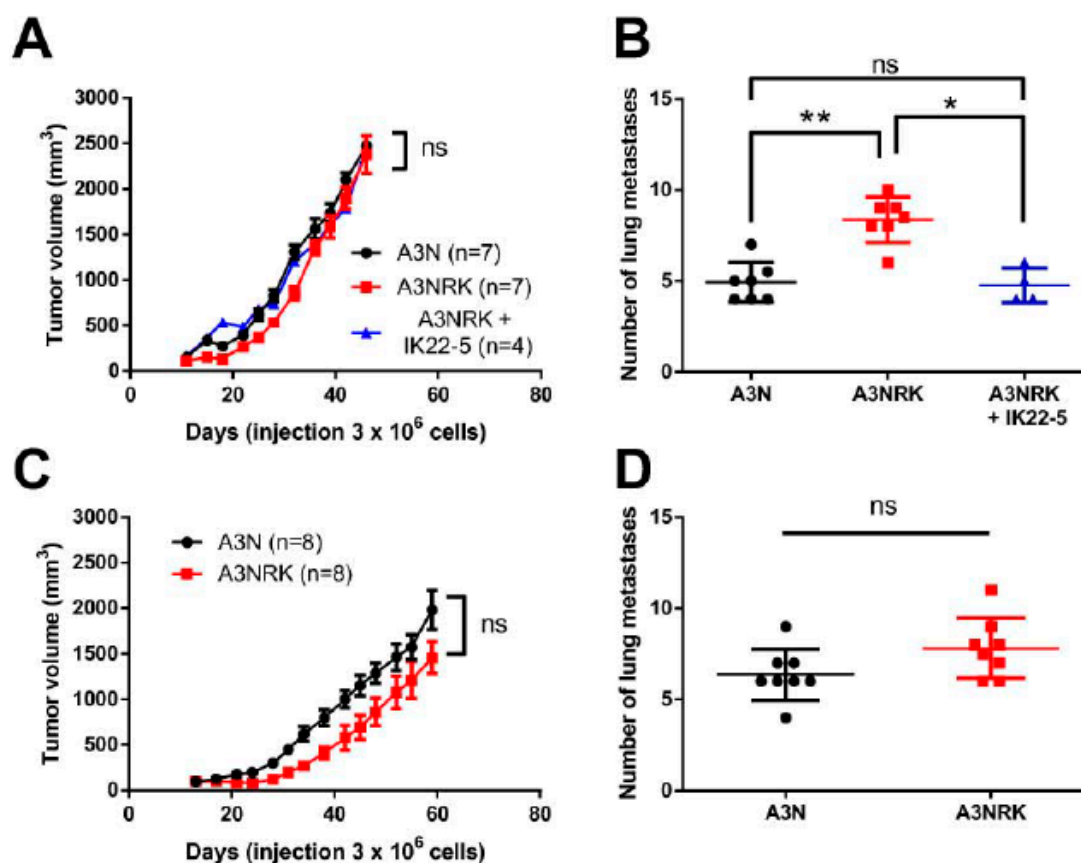 A
Tumor volume (mm³)
3000
2500
2000
1500
1000
500
0
0 20 40 60 80
Days (injection 3 x 10⁶ cells)
ns
A3N (n=7)
A3NRK (n=7)
A3NRK +
IK22-5 (n=4)
B
Number of lung metastases
15
10
5
0
ns
** *
A3N A3NRK A3NRK
+ IK22-5
C
Tumor volume (mm³)
3000
2500
2000
1500
1000
500
0
0 20 40 60 80
Days (injection 3 x 10⁶ cells)
A3N (n=8)
A3NRK (n=8)
ns
D
Number of lung metastases
15
10
5
0
ns
A3N A3NRK